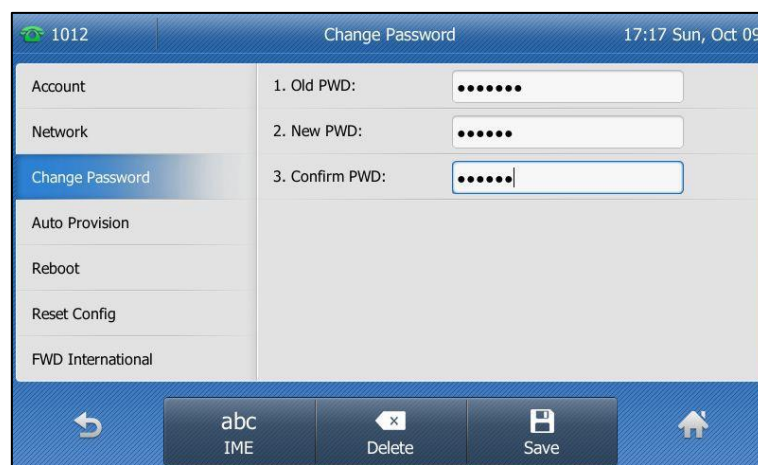 1012 Change Password 17:17 Sun, Oct 09
Account
Network
Change Password
Auto Provision
Reboot
Reset Config
FWD International
1. Old PWD: •••••••
2. New PWD: ••••••
3. Confirm PWD: ••••••
abc
IME
x
Delete
Save